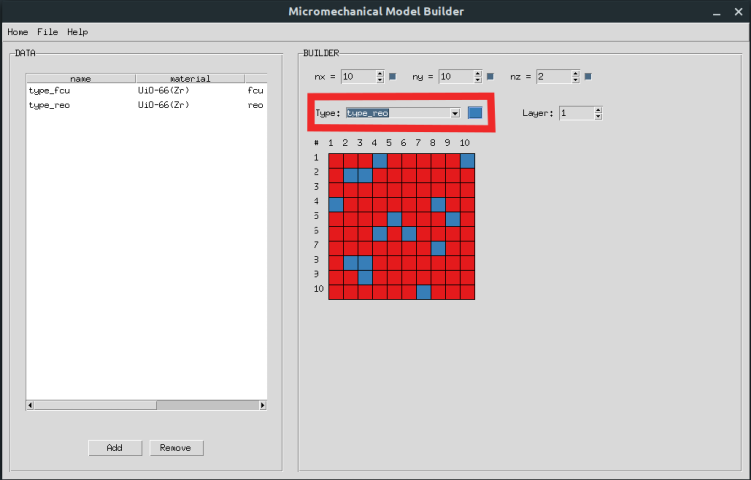 Micromechanical Model Builder
Home File Help
DATA
name material
type_fcu UiO-66(Zr) fcu
type_reo UiO-66(Zr) reo
Add Remove
BUILDER
nx = 10 ny = 10 nz = 2
Type: type_reo Layer: 1
# 1 2 3 4 5 6 7 8 9 10
1
2
3
4
5
6
7
8
9
10